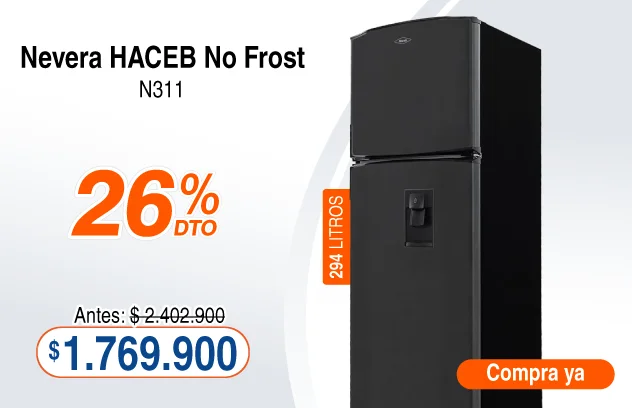 Nevera HACEB No Frost
N311
26% DTO
294 LITROS
Antes: $ 2.402.900
$1.769.900
Compra ya